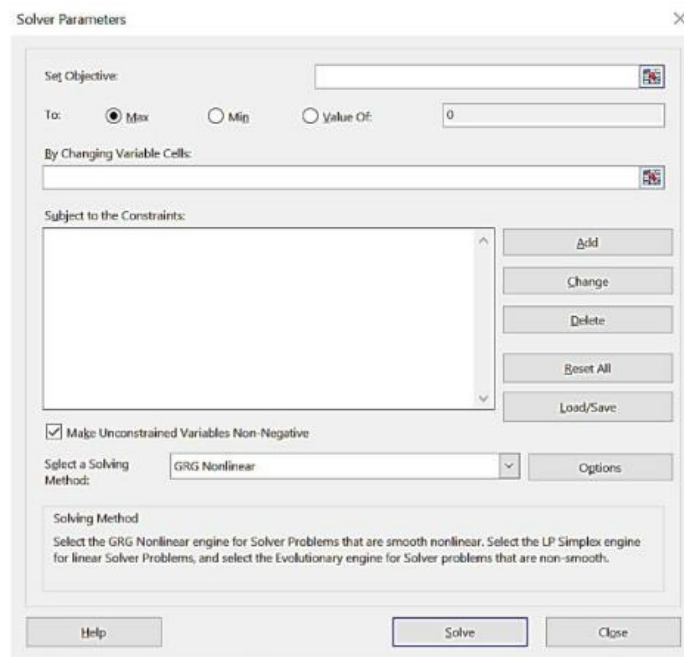 Solver Parameters
Set Objective:
To: Max Min Value Of: 0
By Changing Variable Cells:
Subject to the Constraints:
Add
Change
Delete
Reset All
Load/Save
Make Unconstrained Variables Non-Negative
Select a Solving Method: GRG Nonlinear Options
Solving Method
Select the GRG Nonlinear engine for Solver Problems that are smooth nonlinear. Select the LP Simplex engine
for linear Solver Problems, and select the Evolutionary engine for Solver problems that are non-smooth.
Help Solve Close